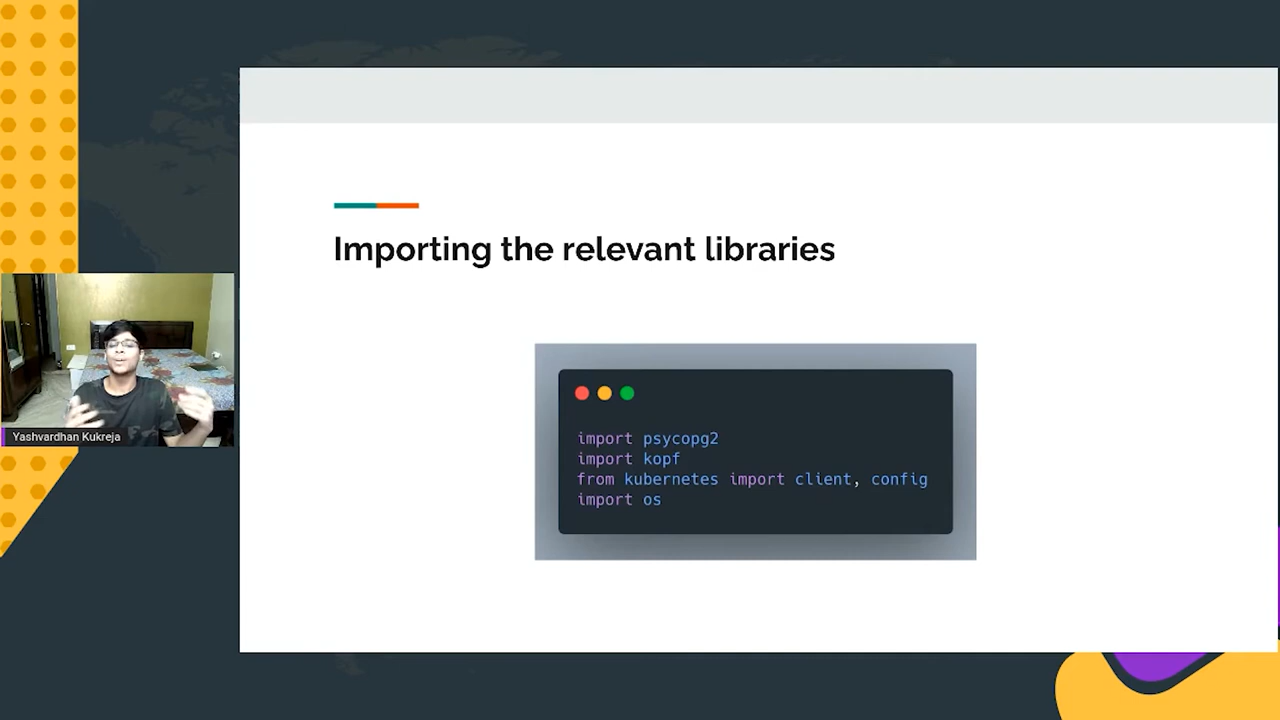 Importing the relevant libraries
import psycopg2
import kopf
from kubernetes import client, config
import os
Yashvardhan Kukreja